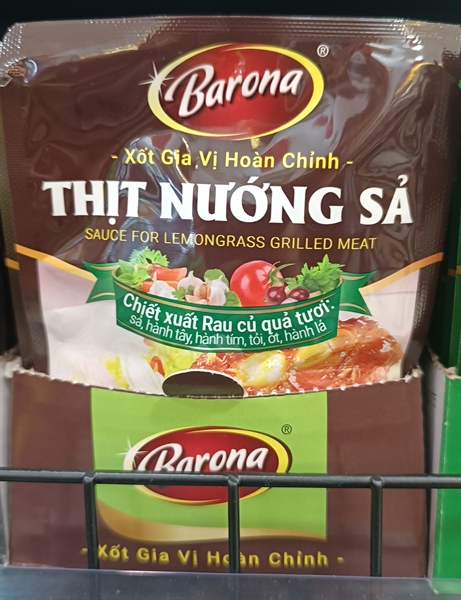 Barona ®
- Xốt Gia Vị Hoàn Chỉnh -
THỊT NƯỚNG SẢ
SAUCE FOR LEMONGRASS GRILLED MEAT
Chiết xuất Rau củ quả tươi:
sả, hành tây, hành tím, tỏi, ớt, hành lá
Barona ®
- Xốt Gia Vị Hoàn Chỉnh -